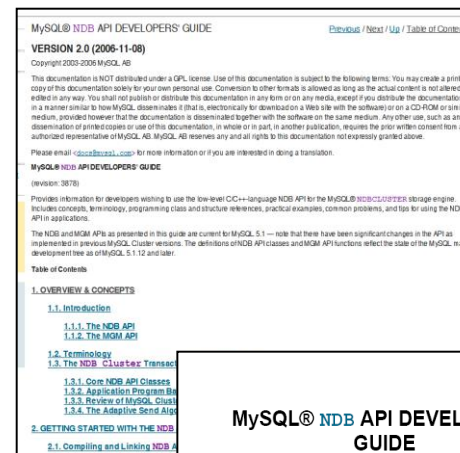 MySQL® NDB API DEVELOPERS' GUIDE
Previous / Next / Up / Table of Conte
VERSION 2.0 (2006-11-08)
Copyright 2003-2006 MySQL AB
This documentation is NOT distributed under a GPL license. Use of this documentation is subject to the following terms: You may create a print
copy of this documentation solely for your own personal use. Conversion to other formats is allowed as long as the actual content is not altered
edited in any way. You shall not publish or distribute this documentation in any form or on any media, except if you distribute the documentation
in a manner similar to how MySQL disseminates it (that is, electronically for download on a Web site with the software) or on a CD-ROM or simi
medium, provided however that the documentation is disseminated together with the software on the same medium. Any other use, such as an
dissemination of printed copies or use of this documentation, in whole or in part, in another publication, requires the prior written consent from
authorized representative of MySQL AB. MySQL AB reserves any and all rights to this documentation not expressly granted above.
Please email <docs@mysql.com> for more information or if you are interested in doing a translation.
MySQL® NDB API DEVELOPERS' GUIDE
(revision: 3878)
Provides information for developers wishing to use the low-level C/C++-language NDB API for the MySQL® NDBCLUSTER storage engine.
Includes concepts, terminology, programming class and structure references, practical examples, common problems, and tips for using the ND
API in applications.
The NDB and MGM APIs as presented in this guide are current for MySQL 5.1 — note that there have been significant changes in the API as
implemented in previous MySQL Cluster versions. The definitions of NDB API classes and MGM API functions reflect the state of the MySQL m
development tree as of MySQL 5.1.12 and later.
Table of Contents
1. OVERVIEW & CONCEPTS
1.1. Introduction
1.1.1. The NDB API
1.1.2. The MGM API
1.2. Terminology
1.3. The NDB Cluster Transac
1.3.1. Core NDB API Classes
1.3.2. Application Program Ba
1.3.3. Review of MySQL Clust
1.3.4. The Adaptive Send Algo
2. GETTING STARTED WITH THE NDB
2.1. Compiling and Linking NDB A
MySQL® NDB API DEVEL
GUIDE